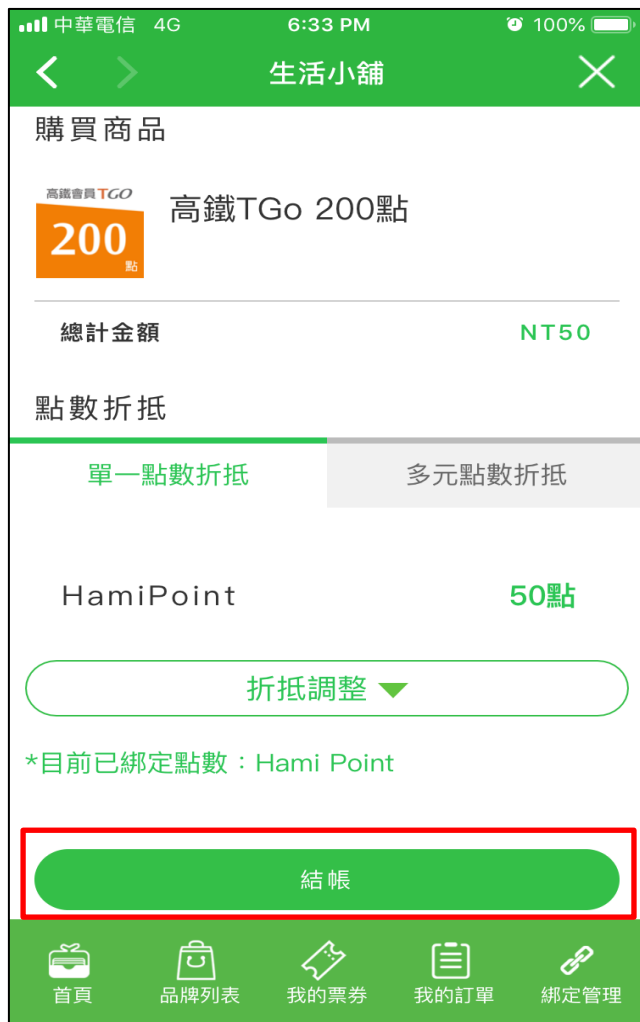 中華電信 4G 6:33 PM 100%
生活小舖
購買商品
高鐵會員TGO
200
點
高鐵TGo 200點
總計金額 NT50
點數折抵
單一點數折抵 多元點數折抵
HamiPoint 50點
折抵調整
*目前已綁定點數：Hami Point
結帳
首頁 品牌列表 我的票券 我的訂單 綁定管理